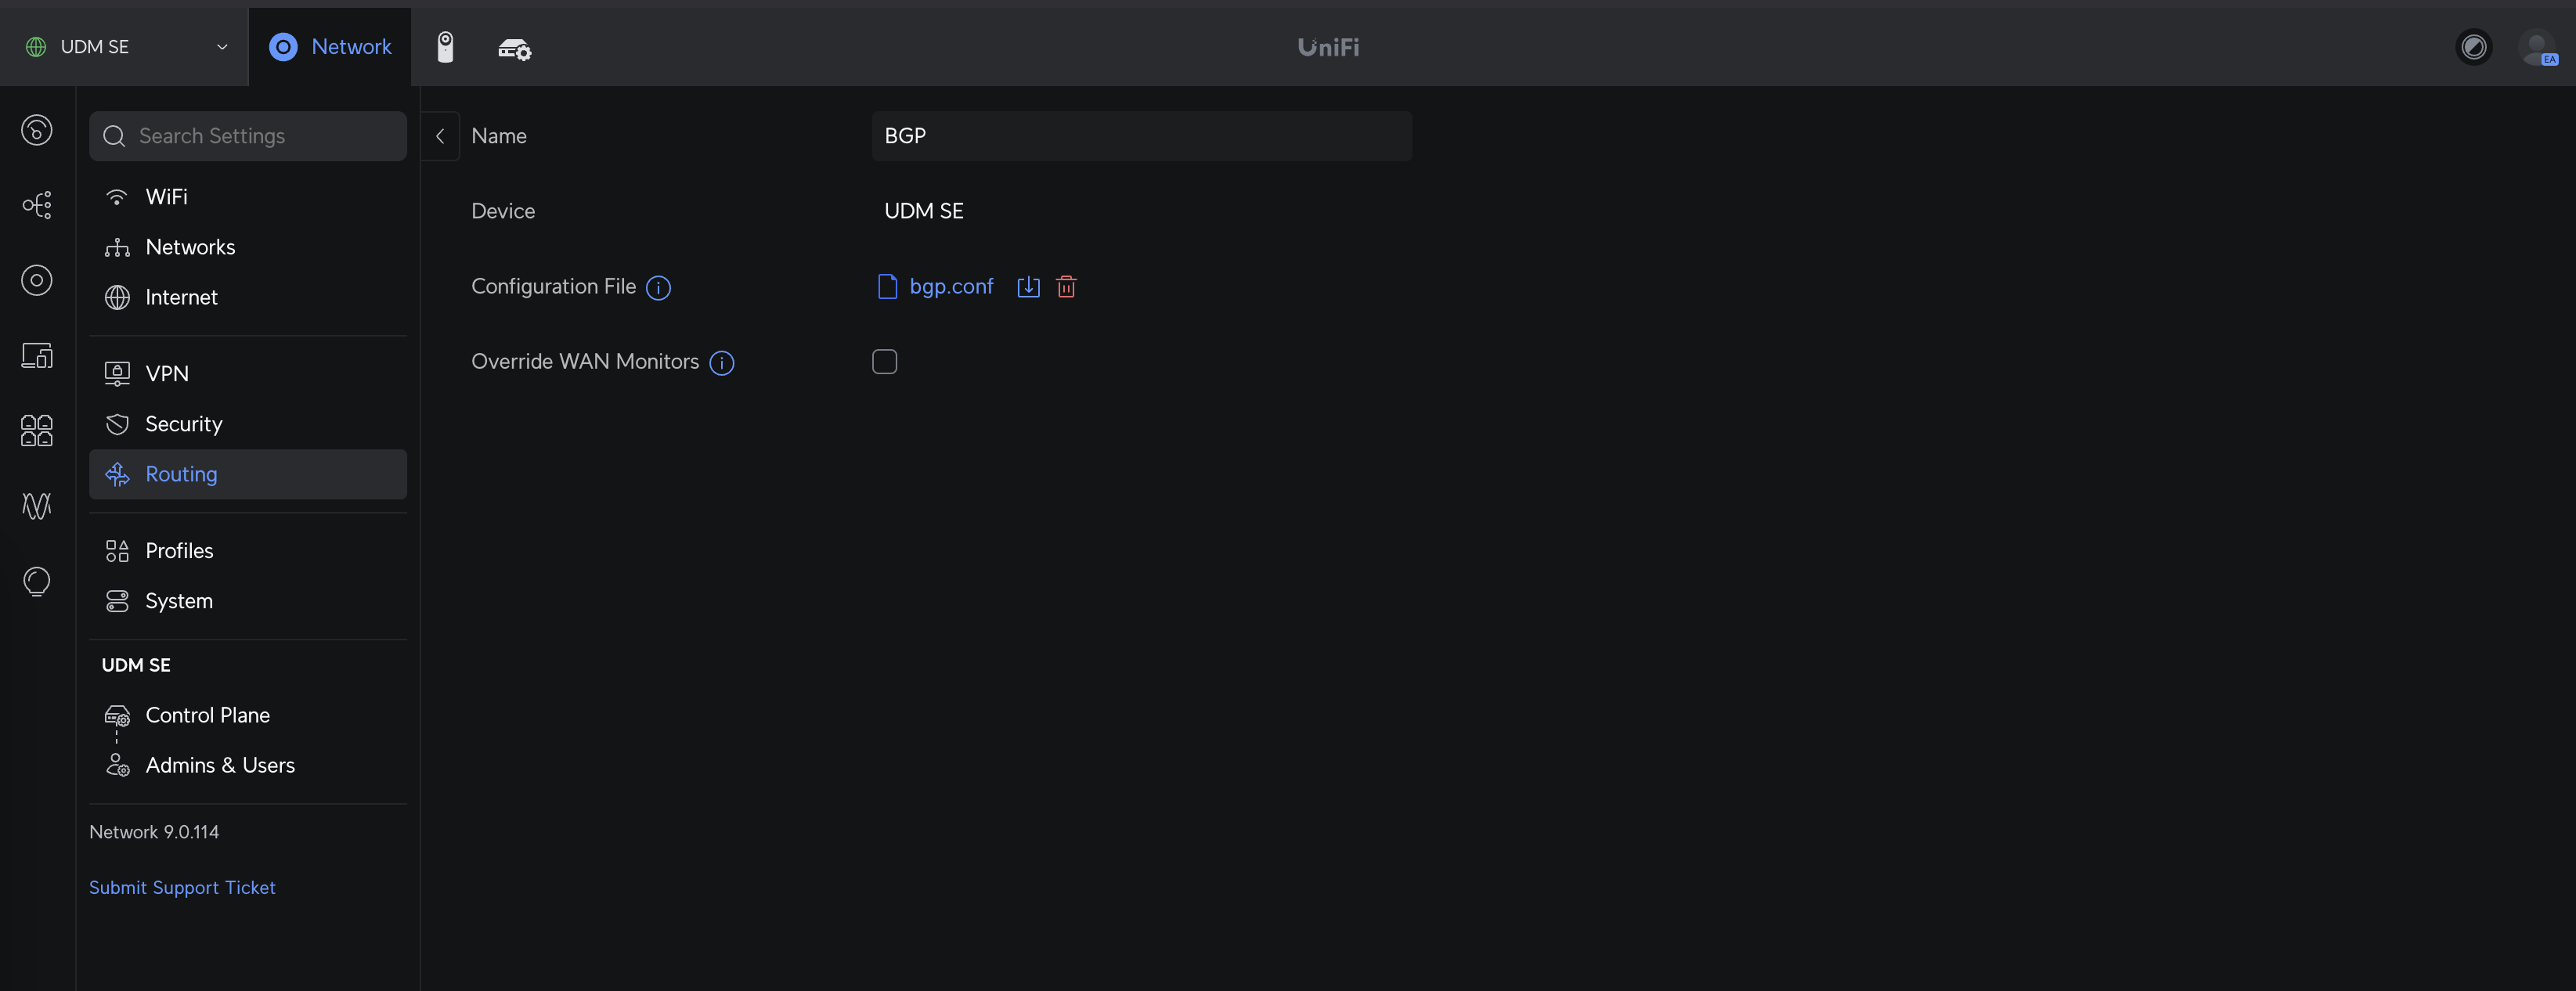 UDM SE
Network
UniFi
EA
Search Settings
WiFi
Networks
Internet
VPN
Security
Routing
Profiles
System
UDM SE
Control Plane
Admins & Users
Network 9.0.114
Submit Support Ticket
Name
BGP
Device
UDM SE
Configuration File
bgp.conf
Override WAN Monitors